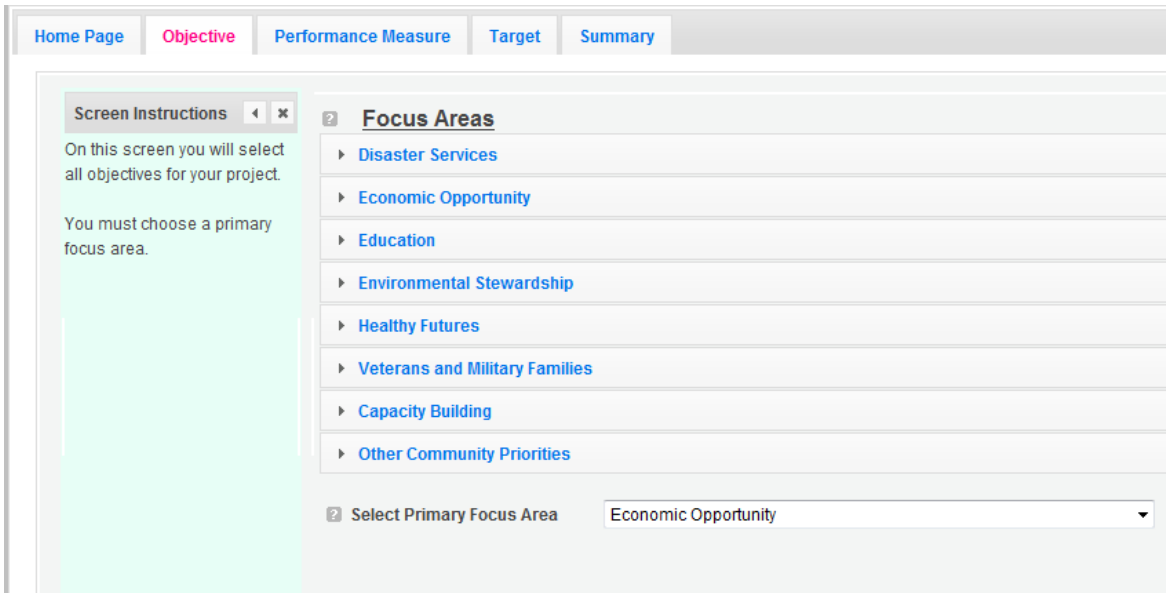 Home Page Objective Performance Measure Target Summary
Screen Instructions
On this screen you will select
all objectives for your project.
You must choose a primary
focus area.
Focus Areas
Disaster Services
Economic Opportunity
Education
Environmental Stewardship
Healthy Futures
Veterans and Military Families
Capacity Building
Other Community Priorities
Select Primary Focus Area Economic Opportunity